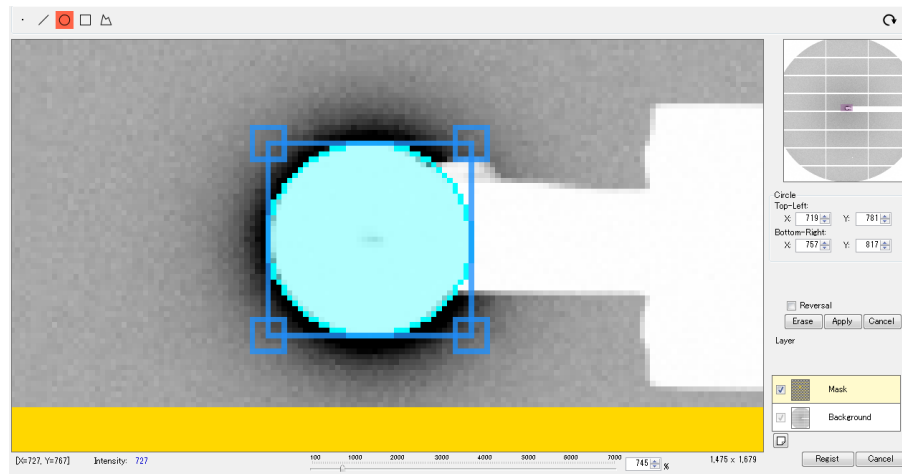 Circle
Top-Left:
X: 719 Y: 781
Bottom-Right:
X: 757 Y: 817
Reversal
Erase Apply Cancel
Layer
Mask
Background
[X=727, Y=767] Intensity: 727
100 1000 2000 3000 4000 5000 6000 7000 745 % 1,475 x 1,679
Regist Cancel